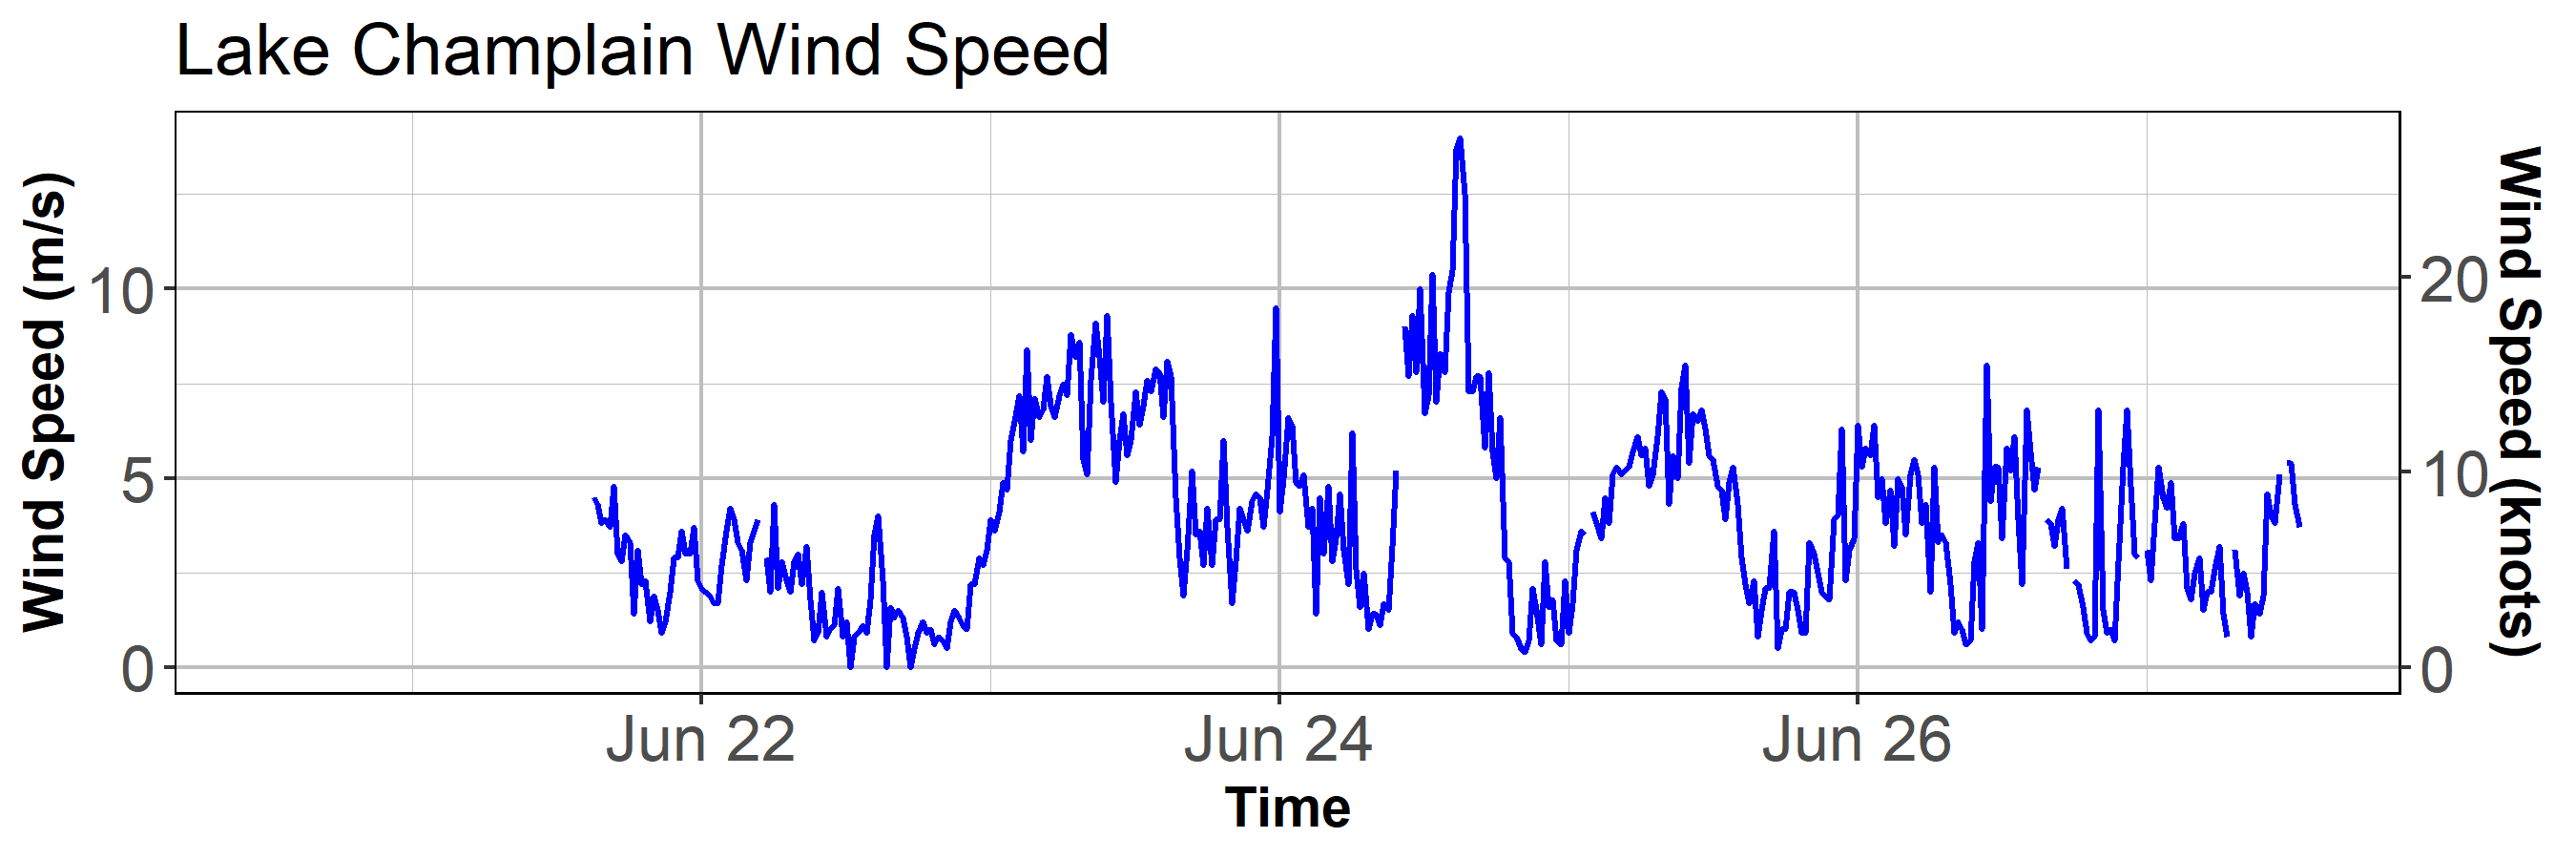 Lake Champlain Wind Speed
Wind Speed (m/s)
10
5
0
20
10
0
Wind Speed (knots)
Jun 22
Jun 24
Jun 26
Time